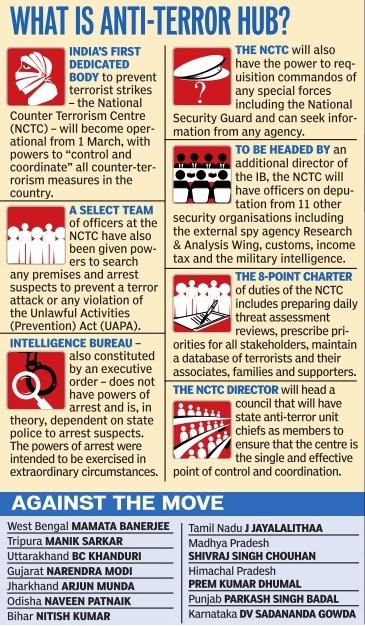 WHAT IS ANTI-TERROR HUB?
INDIA'S FIRST
DEDICATED
BODY to prevent
terrorist strikes
– the National
Counter Terrorism Centre
(NCTC) – will become oper-
ational from 1 March, with
powers to "control and
coordinate" all counter-ter-
rorism measures in the
country.
A SELECT TEAM
of officers at the
NCTC have also
been given pow-
ers to search
any premises and arrest
suspects to prevent a terror
attack or any violation of
the Unlawful Activities
(Prevention) Act (UAPA).
INTELLIGENCE BUREAU –
also constituted
by an executive
order – does not
have powers of
arrest and is, in
theory, dependent on state
police to arrest suspects.
The powers of arrest were
intended to be exercised in
extraordinary circumstances.
THE NCTC will also
have the power to req-
uisition commandos of
any special forces
including the National
Security Guard and can seek infor-
mation from any agency.
?
TO BE HEADED BY an
additional director of
the IB, the NCTC will
have officers on depu-
tation from 11 other
security organisations including
the external spy agency Research
& Analysis Wing, customs, income
tax and the military intelligence.
THE 8-POINT CHARTER
of duties of the NCTC
includes preparing daily
threat assessment
reviews, prescribe pri-
orities for all stakeholders, maintain
a database of terrorists and their
associates, families and supporters.
THE NCTC DIRECTOR will head a
council that will have
state anti-terror unit
chiefs as members to
ensure that the centre is
the single and effective
point of control and coordination.
AGAINST THE MOVE
West Bengal MAMATA BANERJEE
Tripura MANIK SARKAR
Uttarakhand BC KHANDURI
Gujarat NARENDRA MODI
Jharkhand ARJUN MUNDA
Odisha NAVEEN PATNAIK
Bihar NITISH KUMAR
Tamil Nadu J JAYALALITHAA
Madhya Pradesh
SHIVRAJ SINGH CHOUHAN
Himachal Pradesh
PREM KUMAR DHUMAL
Punjab PARKASH SINGH BADAL
Karnataka DV SADANANDA GOWDA